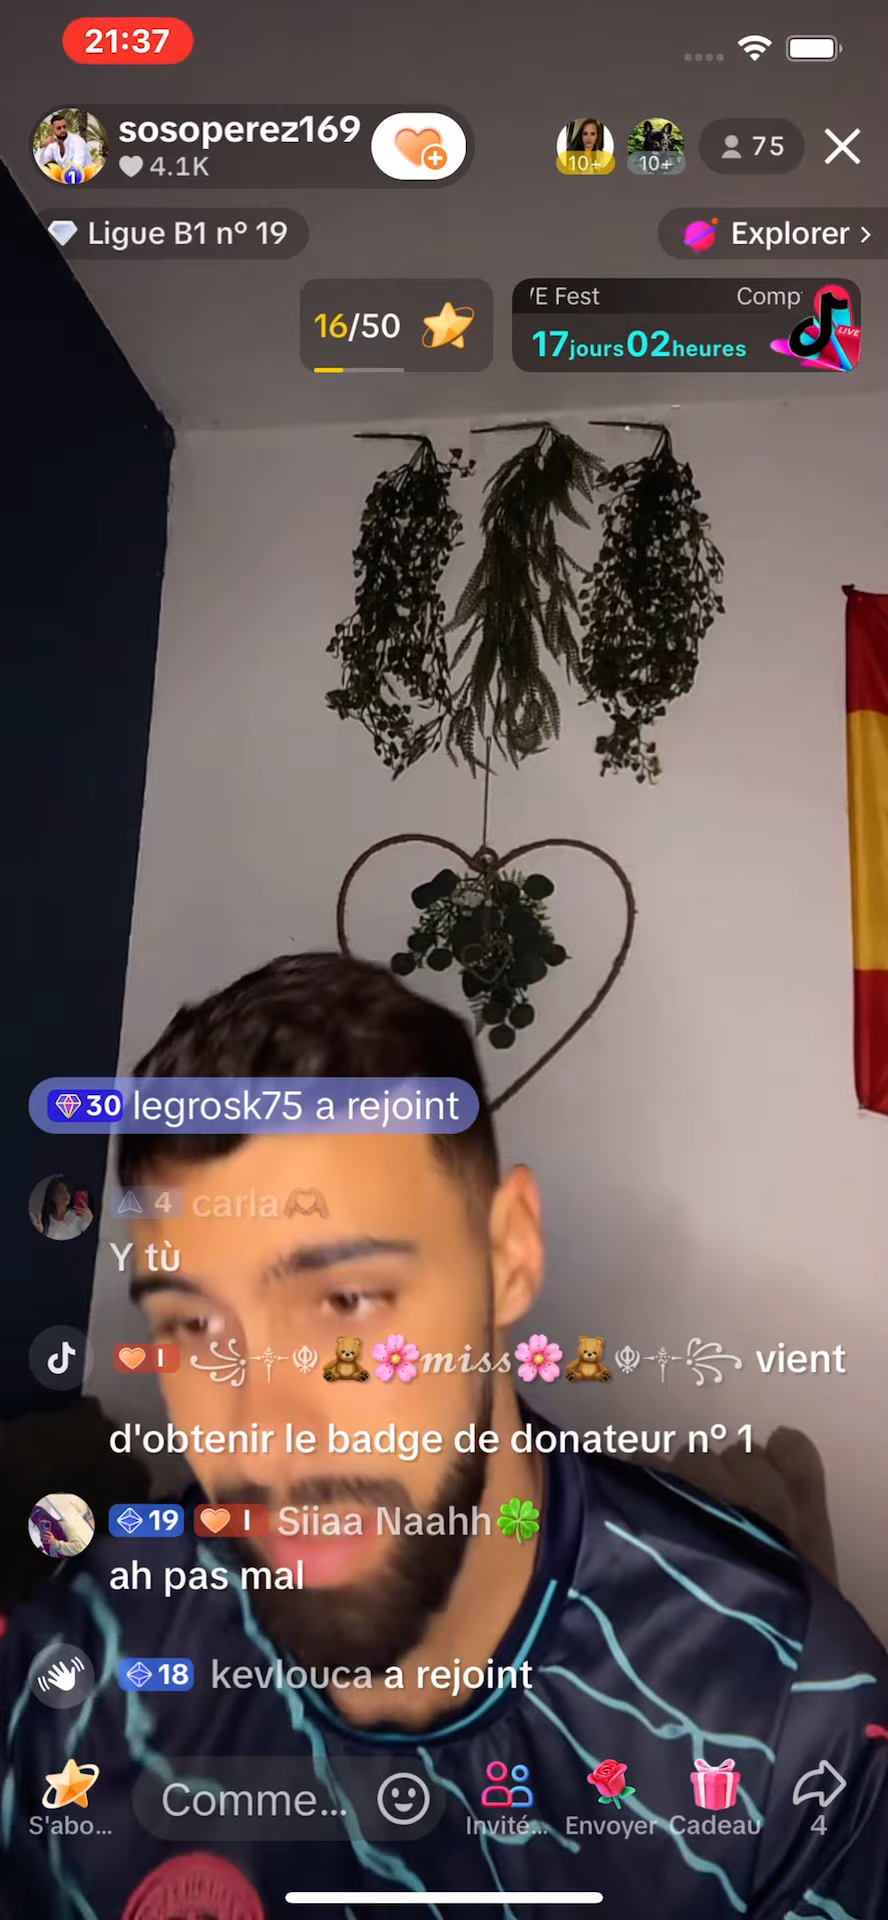 21:37
sosoperez169
4.1K
1
10+
10+
75
Ligue B1 nº 19
Explorer >
16/50
'E Fest
Comp
17jours02heures
LIVE
30 legrosk75 a rejoint
4 carla🫶
Y tù
I ꧁༒☬🧸🌸𝓶𝓲𝓼𝓼🌸🧸☬༒꧂ vient
d'obtenir le badge de donateur nº 1
19 I Siiaa Naahh🍀
ah pas mal
18 kevlouca a rejoint
Comme...
S'abo...
Invité...
Envoyer
Cadeau
4